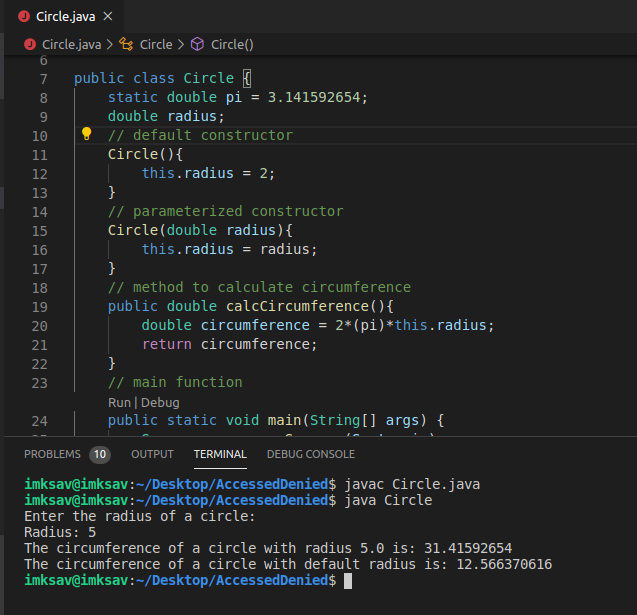 Circle.java ×
Circle.java > Circle > Circle()
6
7 public class Circle {
8 static double pi = 3.141592654;
9 double radius;
10 // default constructor
11 Circle(){
12 this.radius = 2;
13 }
14 // parameterized constructor
15 Circle(double radius){
16 this.radius = radius;
17 }
18 // method to calculate circumference
19 public double calcCircumference(){
20 double circumference = 2*(pi)*this.radius;
21 return circumference;
22 }
23 // main function
Run | Debug
24 public static void main(String[] args) {
PROBLEMS 10 OUTPUT TERMINAL DEBUG CONSOLE
imksav@imksav:~/Desktop/AccessedDenied$ javac Circle.java
imksav@imksav:~/Desktop/AccessedDenied$ java Circle
Enter the radius of a circle:
Radius: 5
The circumference of a circle with radius 5.0 is: 31.41592654
The circumference of a circle with default radius is: 12.566370616
imksav@imksav:~/Desktop/AccessedDenied$